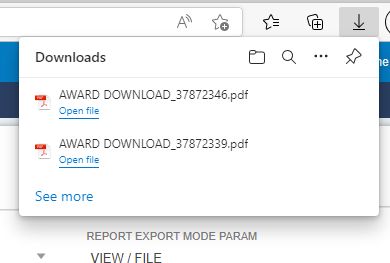 Downloads
AWARD DOWNLOAD_37872346.pdf
Open file
AWARD DOWNLOAD_37872339.pdf
Open file
See more
REPORT EXPORT MODE PARAM
VIEW / FILE